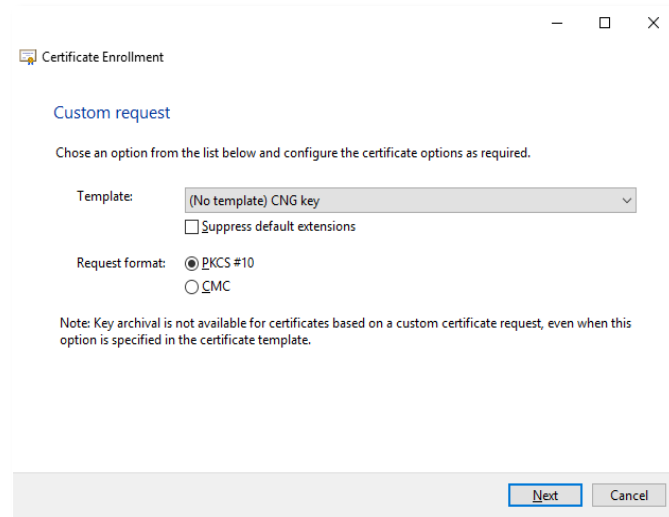 Certificate Enrollment
Custom request
Chose an option from the list below and configure the certificate options as required.
Template:
(No template) CNG key
Suppress default extensions
Request format:
PKCS #10
CMC
Note: Key archival is not available for certificates based on a custom certificate request, even when this
option is specified in the certificate template.
Next
Cancel